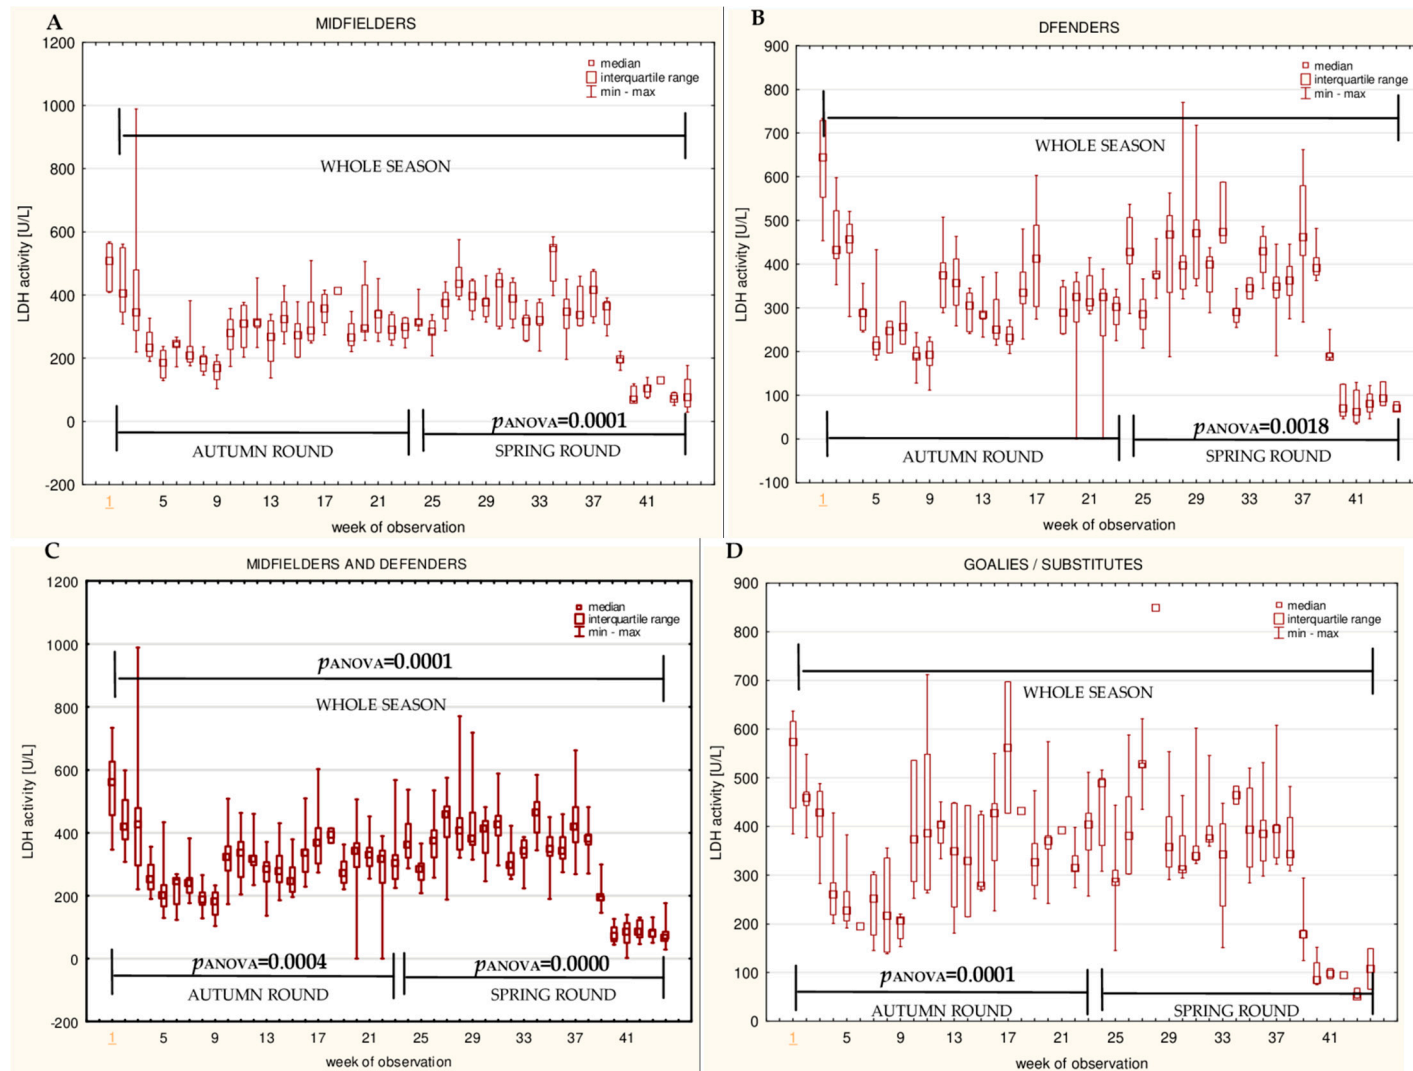 A
MIDFIELDERS
1200
1000
800
600
400
200
0
-200
LDH activity [U/L]
median
interquartile range
min - max
WHOLE SEASON
pANOVA=0.0001
AUTUMN ROUND
SPRING ROUND
1 5 9 13 17 21 25 29 33 37 41
week of observation
B
DFENDERS
900
800
700
600
500
400
300
200
100
0
-100
LDH activity [U/L]
median
interquartile range
min - max
WHOLE SEASON
pANOVA=0.0018
AUTUMN ROUND
SPRING ROUND
1 5 9 13 17 21 25 29 33 37 41
week of observation
C
MIDFIELDERS AND DEFENDERS
1200
1000
800
600
400
200
0
-200
LDH activity [U/L]
median
interquartile range
min - max
pANOVA=0.0001
WHOLE SEASON
pANOVA=0.0004
pANOVA=0.0000
AUTUMN ROUND
SPRING ROUND
1 5 9 13 17 21 25 29 33 37 41
week of observation
D
GOALIES / SUBSTITUTES
900
800
700
600
500
400
300
200
100
0
LDH activity [U/L]
median
interquartile range
min - max
WHOLE SEASON
pANOVA=0.0001
AUTUMN ROUND
SPRING ROUND
1 5 9 13 17 21 25 29 33 37 41
week of observation